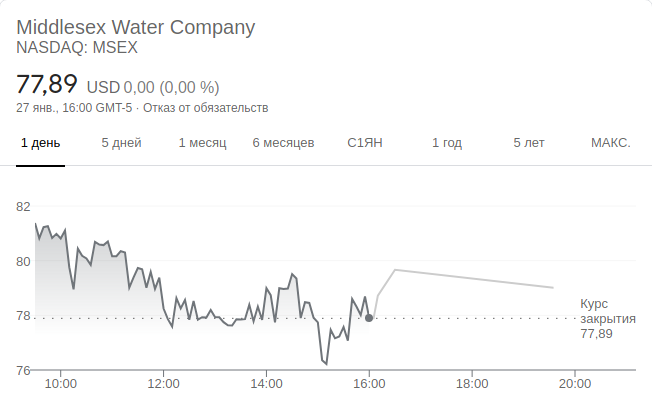 Middlesex Water Company
NASDAQ: MSEX
77,89 USD 0,00 (0,00 %)
27 янв., 16:00 GMT-5 · Отказ от обязательств
1 день 5 дней 1 месяц 6 месяцев С1ЯН 1 год 5 лет МАКС.
82
80
78
76
Курс
закрытия
77,89
10:00 12:00 14:00 16:00 18:00 20:00